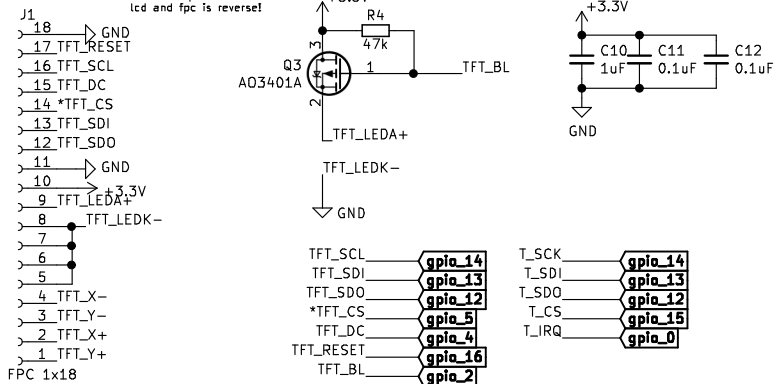 lcd and fpc is reverse!
J1
18 GND
17 TFT_RESET
16 TFT_SCL
15 TFT_DC
14 *TFT_CS
13 TFT_SDI
12 TFT_SDO
11 GND
10 +3.3V
9 TFT_LEDA+
8 TFT_LEDK-
7
6
5
4 TFT_X-
3 TFT_Y-
2 TFT_X+
1 TFT_Y+
FPC 1x18
R4
47k
3
Q3
AO3401A
1
TFT_BL
2
TFT_LEDA+
TFT_LEDK-
GND
+3.3V
C10
1uF
C11
0.1uF
C12
0.1uF
GND
TFT_SCL gpio_14
TFT_SDI gpio_13
TFT_SDO gpio_12
*TFT_CS gpio_5
TFT_DC gpio_4
TFT_RESET gpio_16
TFT_BL gpio_2
T_SCK gpio_14
T_SDI gpio_13
T_SDO gpio_12
T_CS gpio_15
T_IRQ gpio_0